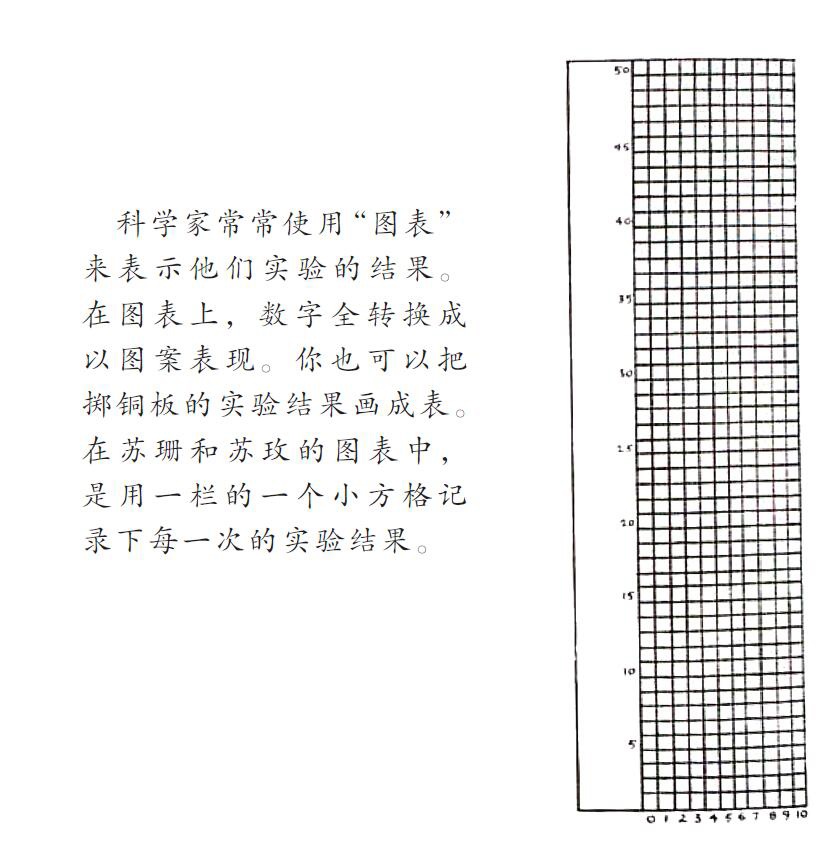 科学家常常使用“图表”
来表示他们实验的结果。
在图表上，数字全转换成
以图案表现。你也可以把
掷铜板的实验结果画成表。
在苏珊和苏玫的图表中，
是用一栏的一个小方格记
录下每一次的实验结果。
50
45
40
35
30
25
20
15
10
5
0 1 2 3 4 5 6 7 8 9 10